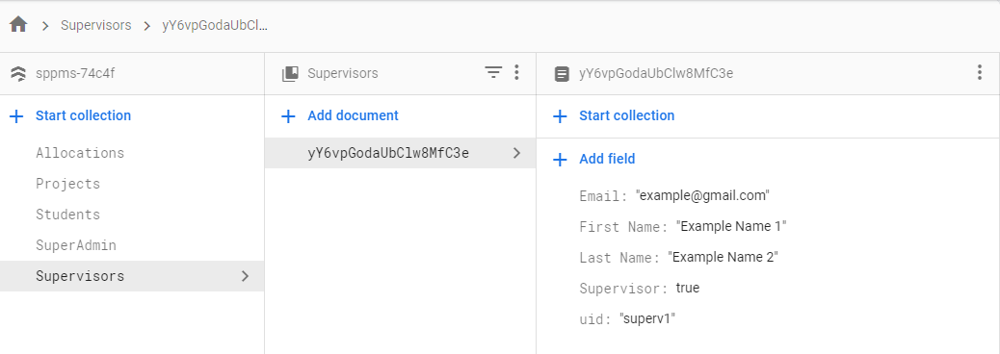 Supervisors
yY6vpGodaUbCl...
sppms-74c4f
Start collection
Allocations
Projects
Students
SuperAdmin
Supervisors
Supervisors
Add document
yY6vpGodaUbClw8MfC3e
yY6vpGodaUbClw8MfC3e
Start collection
Add field
Email: "example@gmail.com"
First Name: "Example Name 1"
Last Name: "Example Name 2"
Supervisor: true
uid: "superv1"